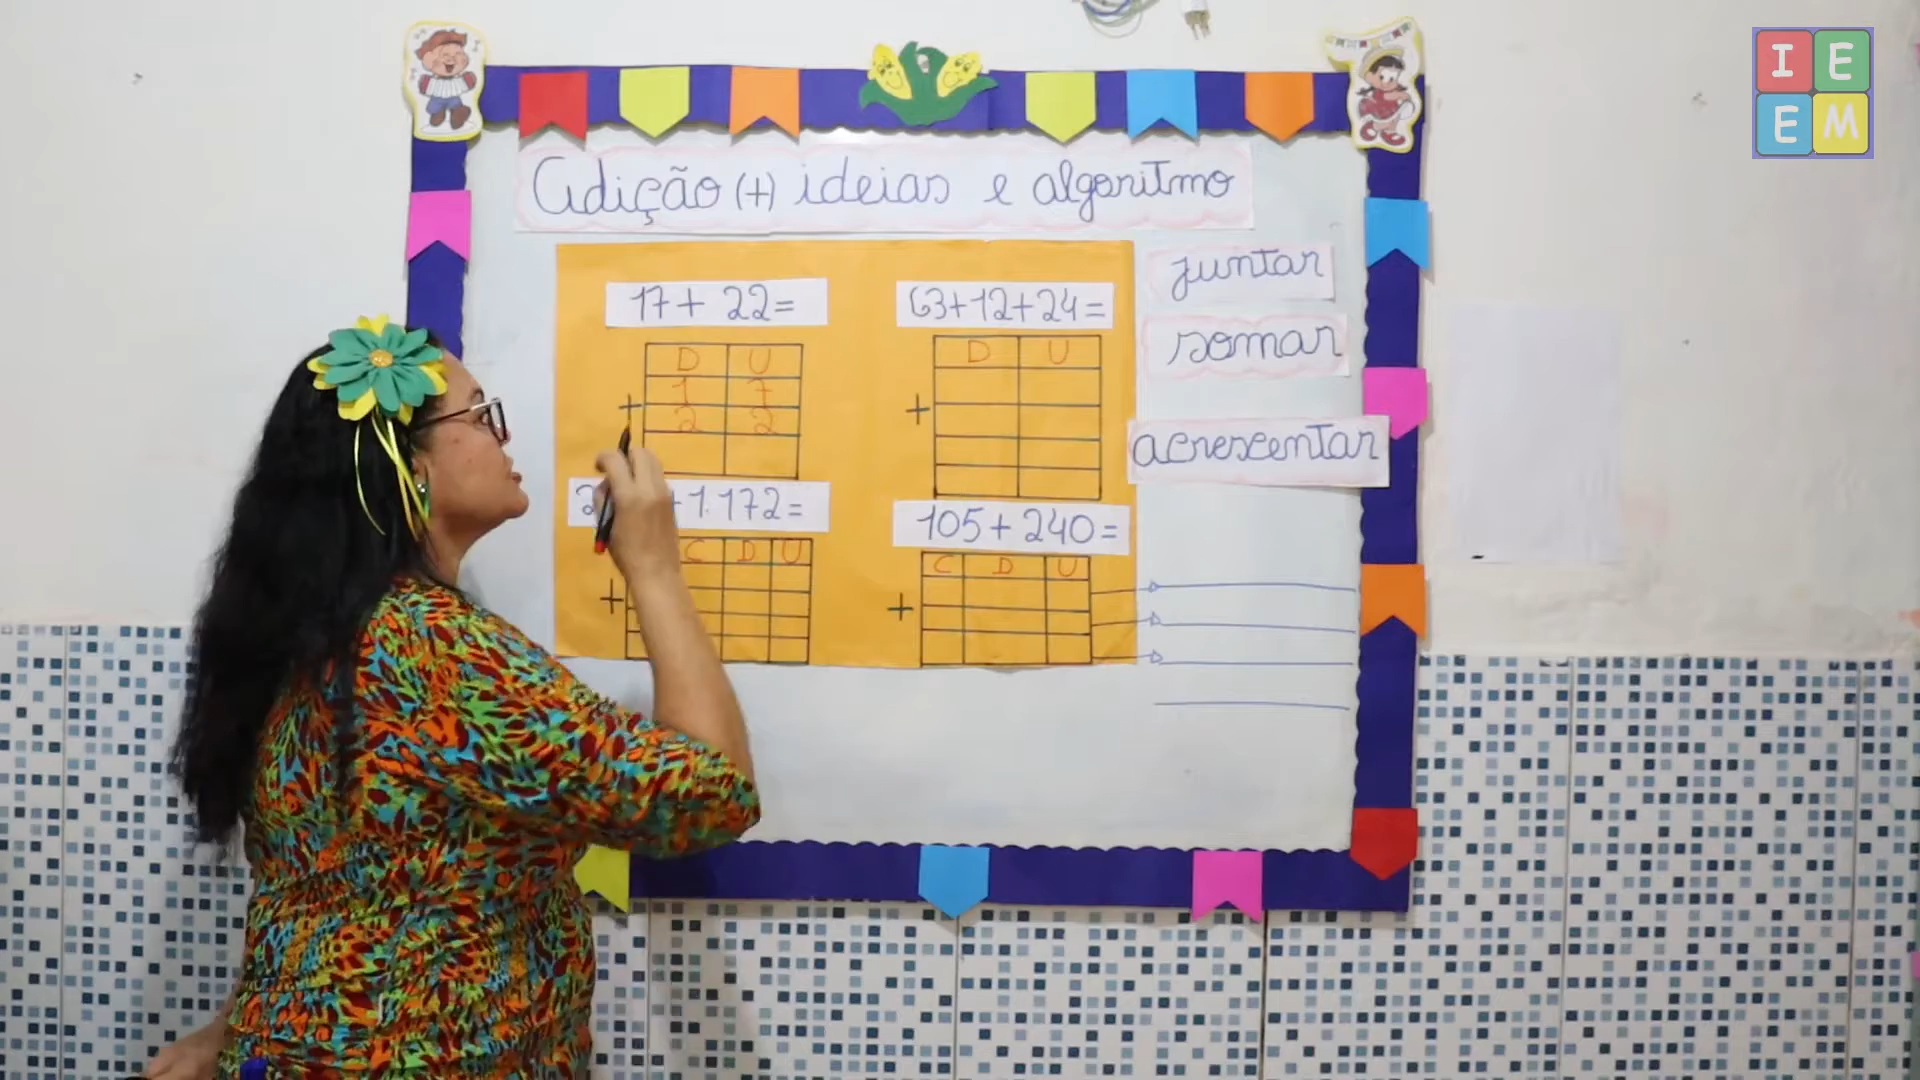 Adição (+) ideias e algoritmo
juntar
somar
acrescentar
17 + 22 =
D U
1 7
+
2 2
63+12+24=
D U
+
+1.172=
C D U
+
105 + 240 =
C D U
+
I E
E M